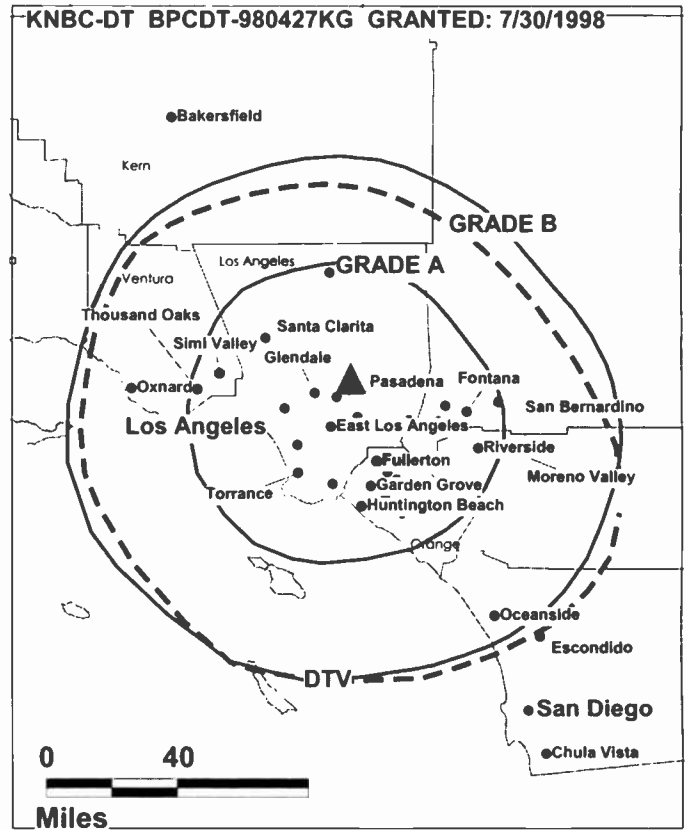 KNBC-DT BPCDT-980427KG GRANTED: 7/30/1998
Bakersfield
Kern
GRADE B
Los Angeles
GRADE A
Ventura
Thousand Oaks
Santa Clarita
Simi Valley
Glendale
Pasadena
Fontana
Oxnard
San Bernardino
Los Angeles
East Los Angeles
Riverside
Fullerton
Moreno Valley
Garden Grove
Torrance
Huntington Beach
Orange
Oceanside
Escondido
DTV
San Diego
Chula Vista
0 40
Miles